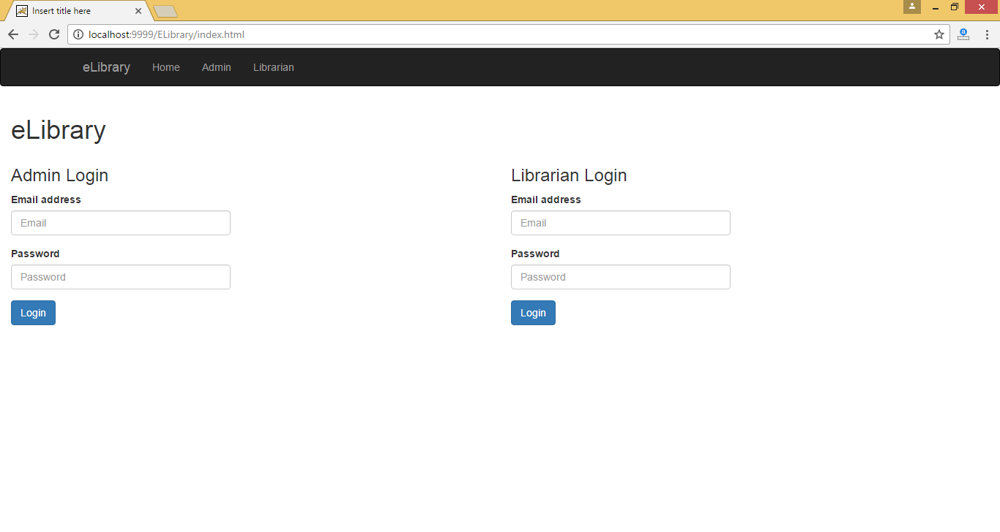 Insert title here
localhost:9999/ELibrary/index.html
eLibrary Home Admin Librarian
eLibrary
Admin Login
Email address
Email
Password
Password
Login
Librarian Login
Email address
Email
Password
Password
Login